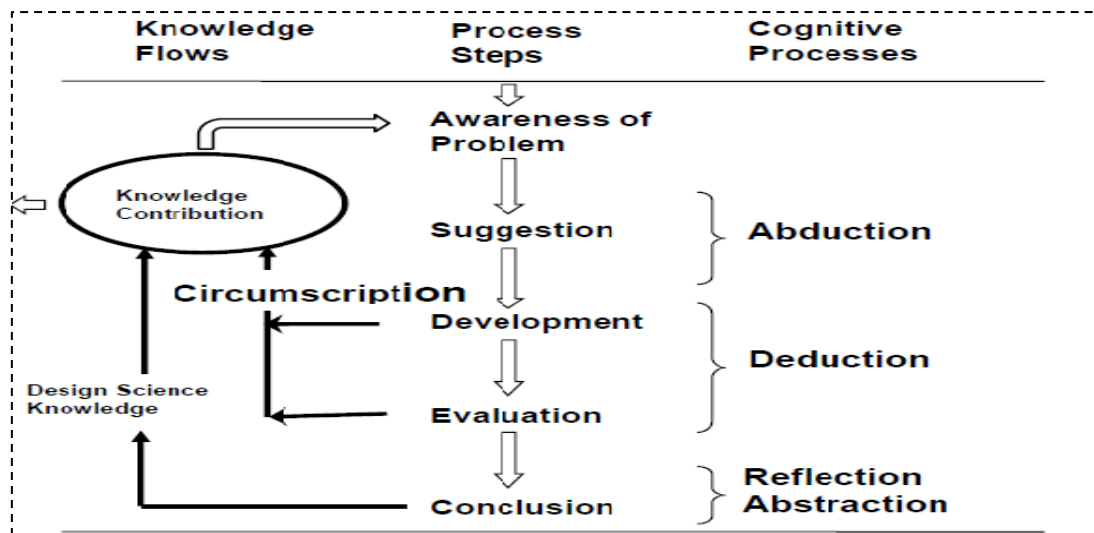 Knowledge
Flows
Process
Steps
Cognitive
Processes
Awareness of
Problem
Knowledge
Contribution
Suggestion
Abduction
Circumscription
Development
Deduction
Design Science
Knowledge
Evaluation
Conclusion
Reflection
Abstraction